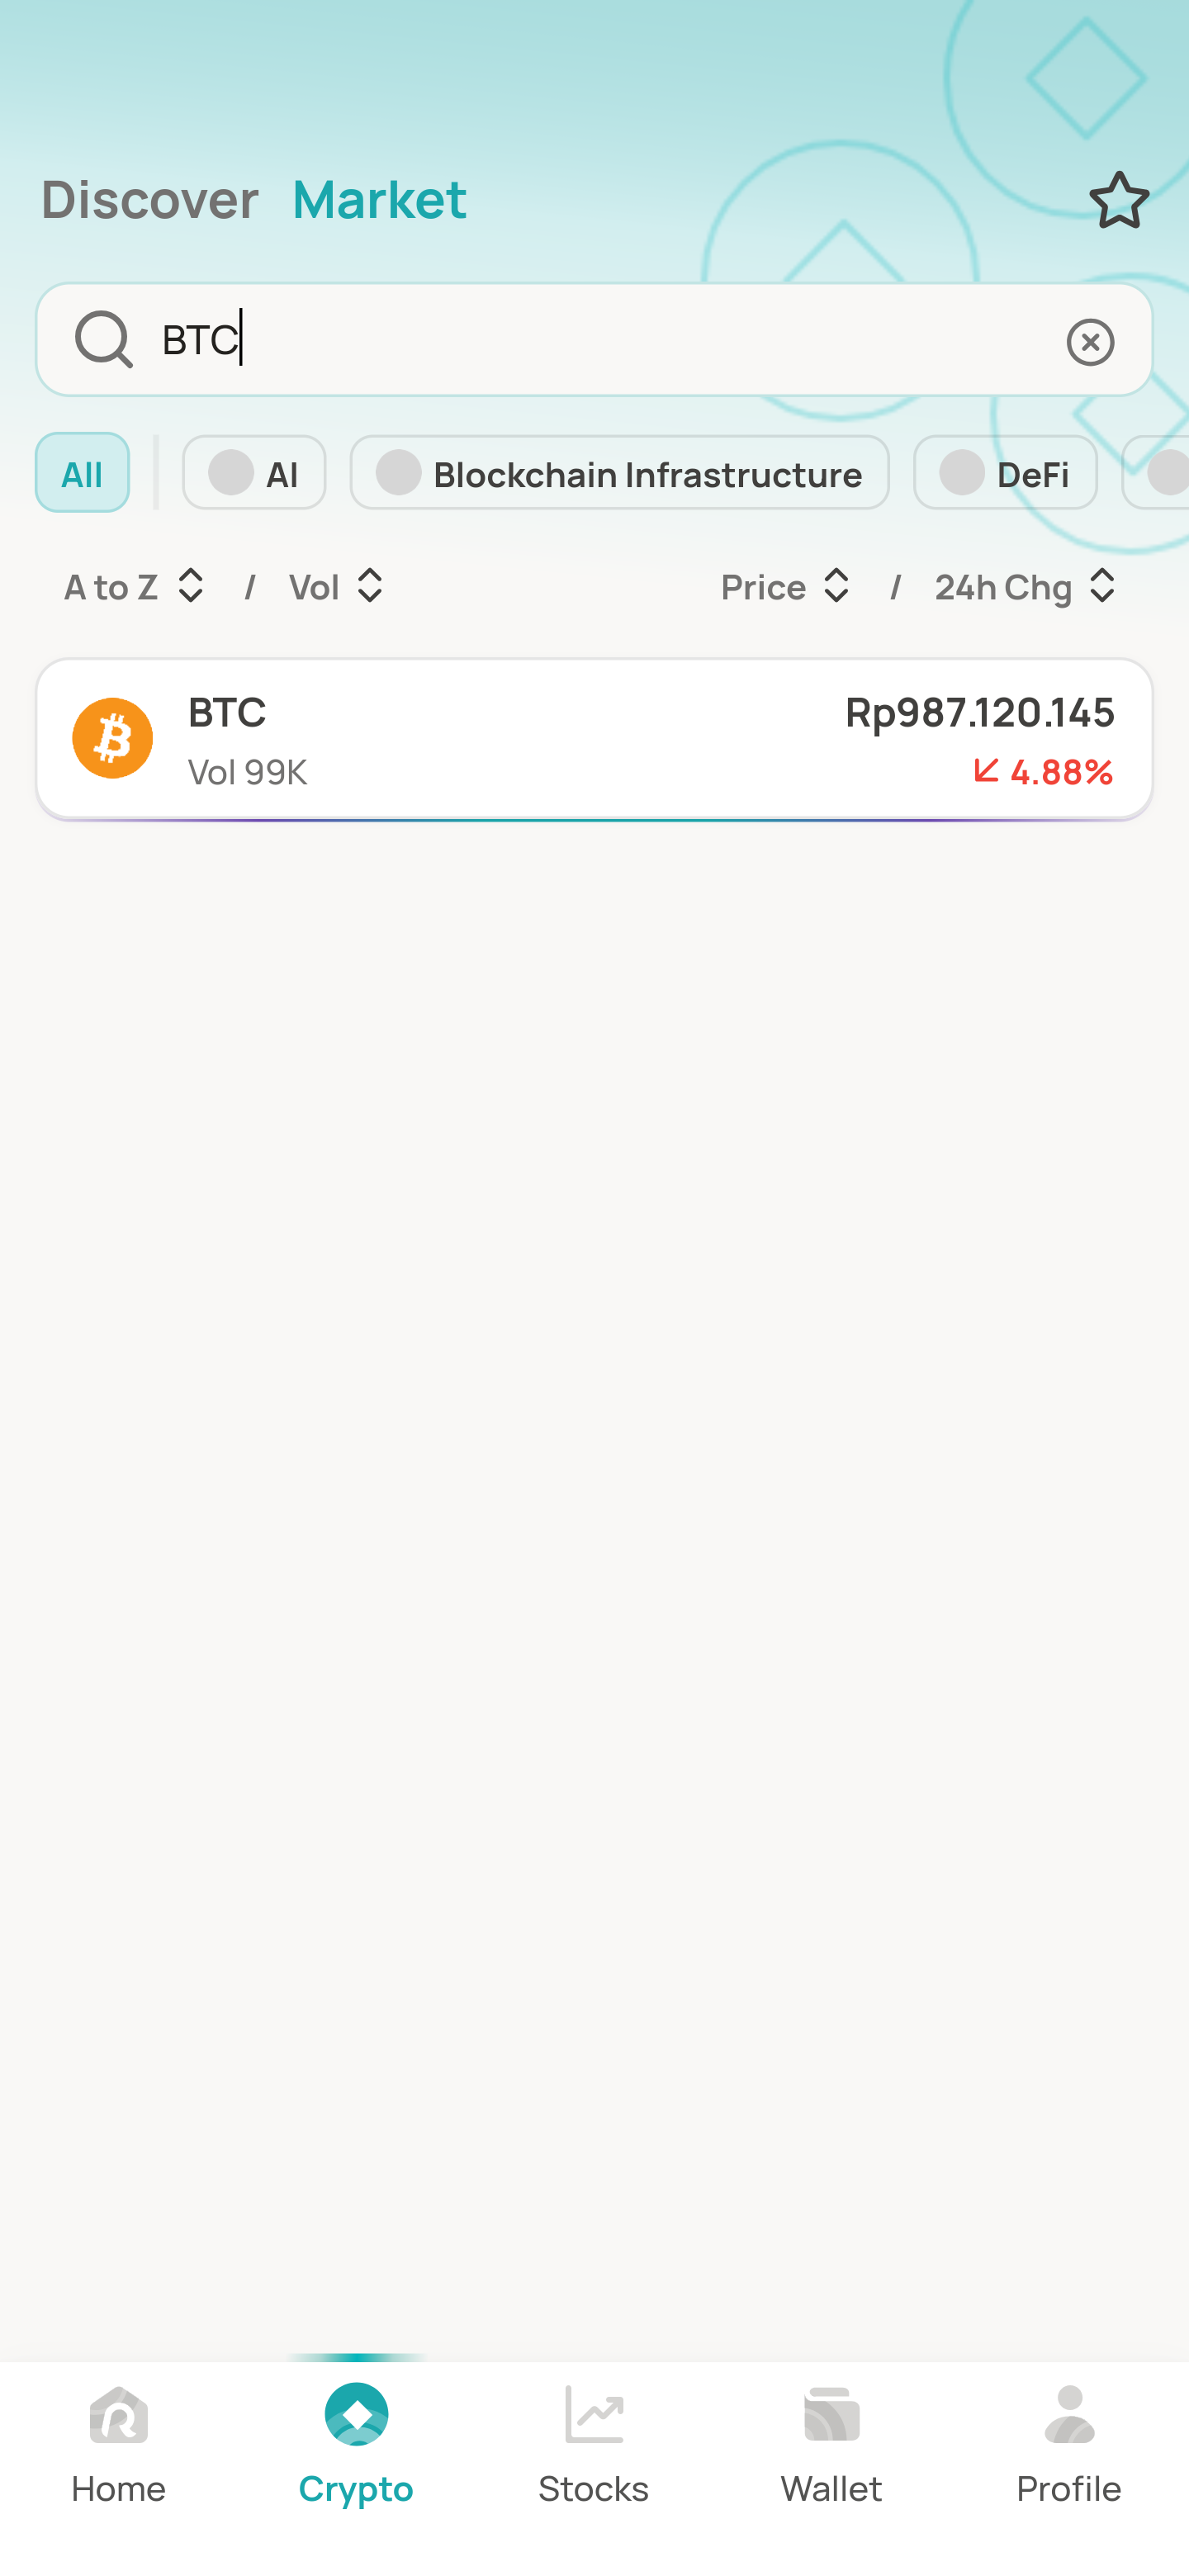 Discover Market
BTC
All AI Blockchain Infrastructure DeFi
A to Z / Vol Price / 24h Chg
BTC Rp987.120.145
Vol 99K 4.88%
Home Crypto Stocks Wallet Profile